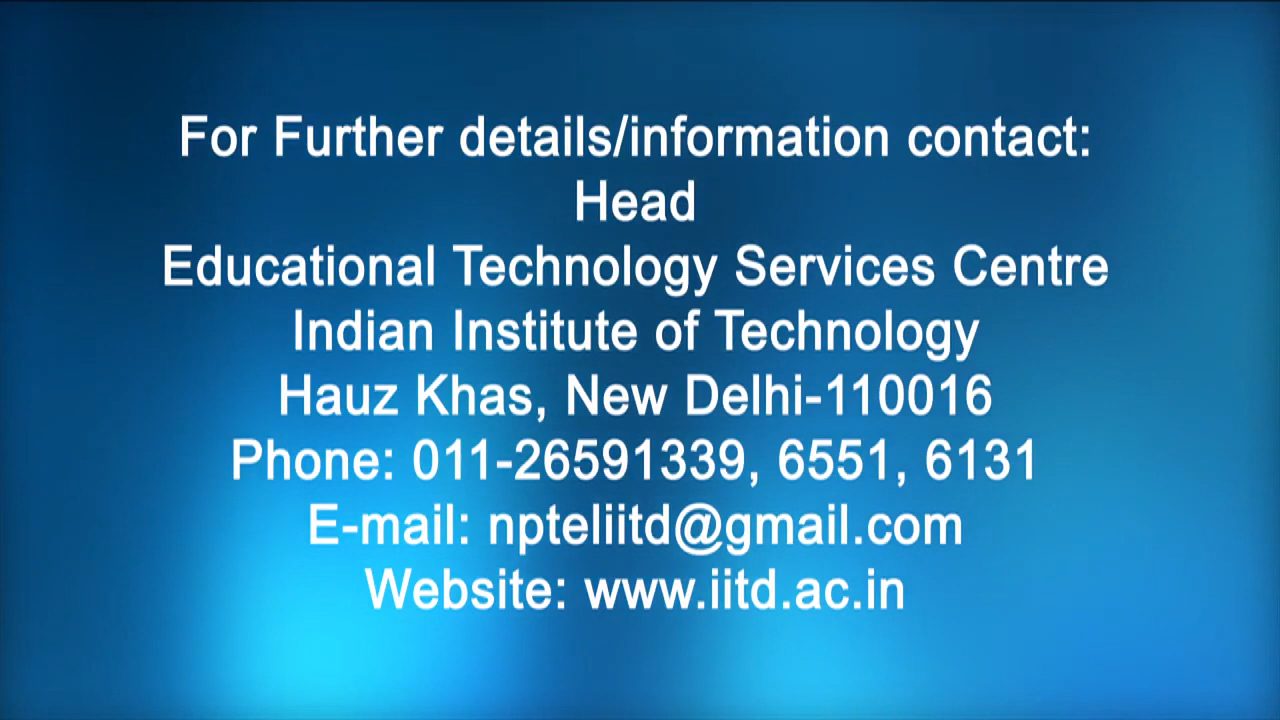 For Further details/information contact:
Head
Educational Technology Services Centre
Indian Institute of Technology
Hauz Khas, New Delhi-110016
Phone: 011-26591339, 6551, 6131
E-mail: npteliitd@gmail.com
Website: www.iitd.ac.in